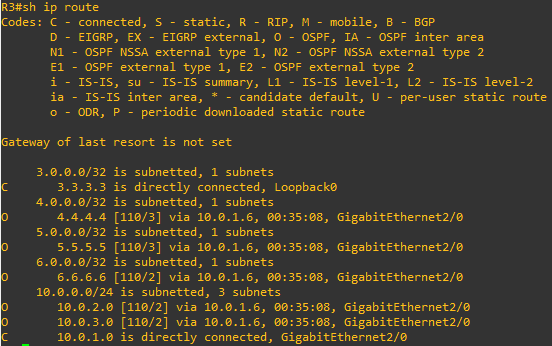 R3#sh ip route
Codes: C - connected, S - static, R - RIP, M - mobile, B - BGP
       D - EIGRP, EX - EIGRP external, O - OSPF, IA - OSPF inter area
       N1 - OSPF NSSA external type 1, N2 - OSPF NSSA external type 2
       E1 - OSPF external type 1, E2 - OSPF external type 2
       i - IS-IS, su - IS-IS summary, L1 - IS-IS level-1, L2 - IS-IS level-2
       ia - IS-IS inter area, * - candidate default, U - per-user static route
       o - ODR, P - periodic downloaded static route
Gateway of last resort is not set
     3.0.0.0/32 is subnetted, 1 subnets
C       3.3.3.3 is directly connected, Loopback0
     4.0.0.0/32 is subnetted, 1 subnets
O       4.4.4.4 [110/3] via 10.0.1.6, 00:35:08, GigabitEthernet2/0
     5.0.0.0/32 is subnetted, 1 subnets
O       5.5.5.5 [110/3] via 10.0.1.6, 00:35:08, GigabitEthernet2/0
     6.0.0.0/32 is subnetted, 1 subnets
O       6.6.6.6 [110/2] via 10.0.1.6, 00:35:08, GigabitEthernet2/0
     10.0.0.0/24 is subnetted, 3 subnets
O       10.0.2.0 [110/2] via 10.0.1.6, 00:35:08, GigabitEthernet2/0
O       10.0.3.0 [110/2] via 10.0.1.6, 00:35:08, GigabitEthernet2/0
C       10.0.1.0 is directly connected, GigabitEthernet2/0